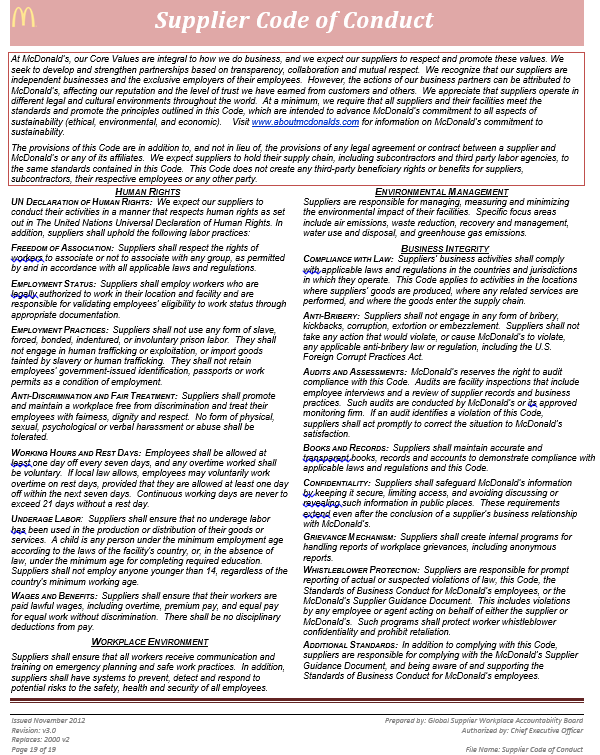 Supplier Code of Conduct
At McDonald's, our Core Values are integral to how we do business, and we expect our suppliers to respect and promote these values. We
seek to develop and strengthen partnerships based on transparency, collaboration and mutual respect. We recognize that our suppliers are
independent businesses and the exclusive employers of their employees. However, the actions of our business partners can be attributed to
McDonald's, affecting our reputation and the level of trust we have earned from customers and others. We appreciate that suppliers operate in
different legal and cultural environments throughout the world. At a minimum, we require that all suppliers and their facilities meet the
standards and promote the principles outlined in this Code, which are intended to advance McDonald's commitment to all aspects of
sustainability (ethical, environmental, and economic). Visit www.aboutmcdonalds.com for information on McDonald's commitment to
sustainability.
The provisions of this Code are in addition to, and not in lieu of, the provisions of any legal agreement or contract between a supplier and
McDonald's or any of its affiliates. We expect suppliers to hold their supply chain, including subcontractors and third party labor agencies, to
the same standards contained in this Code. This Code does not create any third-party beneficiary rights or benefits for suppliers,
subcontractors, their respective employees or any other party.
HUMAN RIGHTS
UN DECLARATION OF HUMAN RIGHTS: We expect our suppliers to
conduct their activities in a manner that respects human rights as set
out in The United Nations Universal Declaration of Human Rights. In
addition, suppliers shall uphold the following labor practices:
FREEDOM OF ASSOCIATION: Suppliers shall respect the rights of
workers to associate or not to associate with any group, as permitted
by and in accordance with all applicable laws and regulations.
EMPLOYMENT STATUS: Suppliers shall employ workers who are
legally authorized to work in their location and facility and are
responsible for validating employees' eligibility to work status through
appropriate documentation.
EMPLOYMENT PRACTICES: Suppliers shall not use any form of slave,
forced, bonded, indentured, or involuntary prison labor. They shall
not engage in human trafficking or exploitation, or import goods
tainted by slavery or human trafficking. They shall not retain
employees' government-issued identification, passports or work
permits as a condition of employment.
ANTI-DISCRIMINATION AND FAIR TREATMENT: Suppliers shall promote
and maintain a workplace free from discrimination and treat their
employees with fairness, dignity and respect. No form of physical,
sexual, psychological or verbal harassment or abuse shall be
tolerated.
WORKING HOURS AND REST DAYS: Employees shall be allowed at
least one day off every seven days, and any overtime worked shall
be voluntary. If local law allows, employees may voluntarily work
overtime on rest days, provided that they are allowed at least one day
off within the next seven days. Continuous working days are never to
exceed 21 days without a rest day.
UNDERAGE LABOR: Suppliers shall ensure that no underage labor
has been used in the production or distribution of their goods or
services. A child is any person under the minimum employment age
according to the laws of the facility's country, or, in the absence of
law, under the minimum age for completing required education.
Suppliers shall not employ anyone younger than 14, regardless of the
country's minimum working age.
WAGES AND BENEFITS: Suppliers shall ensure that their workers are
paid lawful wages, including overtime, premium pay, and equal pay
for equal work without discrimination. There shall be no disciplinary
deductions from pay.
WORKPLACE ENVIRONMENT
Suppliers shall ensure that all workers receive communication and
training on emergency planning and safe work practices. In addition,
suppliers shall have systems to prevent, detect and respond to
potential risks to the safety, health and security of all employees.
ENVIRONMENTAL MANAGEMENT
Suppliers are responsible for managing, measuring and minimizing
the environmental impact of their facilities. Specific focus areas
include air emissions, waste reduction, recovery and management,
water use and disposal, and greenhouse gas emissions.
BUSINESS INTEGRITY
COMPLIANCE WITH LAW: Suppliers' business activities shall comply
with applicable laws and regulations in the countries and jurisdictions
in which they operate. This Code applies to activities in the locations
where suppliers' goods are produced, where any related services are
performed, and where the goods enter the supply chain.
ANTI-BRIBERY: Suppliers shall not engage in any form of bribery,
kickbacks, corruption, extortion or embezzlement. Suppliers shall not
take any action that would violate, or cause McDonald's to violate,
any applicable anti-bribery law or regulation, including the U.S.
Foreign Corrupt Practices Act.
AUDITS AND ASSESSMENTS: McDonald's reserves the right to audit
compliance with this Code. Audits are facility inspections that include
employee interviews and a review of supplier records and business
practices. Such audits are conducted by McDonald's or its approved
monitoring firm. If an audit identifies a violation of this Code,
suppliers shall act promptly to correct the situation to McDonald's
satisfaction.
BOOKS AND RECORDS: Suppliers shall maintain accurate and
transparent books, records and accounts to demonstrate compliance with
applicable laws and regulations and this Code.
CONFIDENTIALITY: Suppliers shall safeguard McDonald's information
by keeping it secure, limiting access, and avoiding discussing or
revealing such information in public places. These requirements
extend even after the conclusion of a supplier's business relationship
with McDonald's.
GRIEVANCE MECHANISM: Suppliers shall create internal programs for
handling reports of workplace grievances, including anonymous
reports.
WHISTLEBLOWER PROTECTION: Suppliers are responsible for prompt
reporting of actual or suspected violations of law, this Code, the
Standards of Business Conduct for McDonald's employees, or the
McDonald's Supplier Guidance Document. This includes violations
by any employee or agent acting on behalf of either the supplier or
McDonald's. Such programs shall protect worker whistleblower
confidentiality and prohibit retaliation.
ADDITIONAL STANDARDS: In addition to complying with this Code,
suppliers are responsible for complying with the McDonald's Supplier
Guidance Document, and being aware of and supporting the
Standards of Business Conduct for McDonald's employees.
Issued November 2012
Revision: v3.0
Replaces: 2000 v2
Page 19 of 19
Prepared by: Global Supplier Workplace Accountability Board
Authorized by: Chief Executive Officer
File Name: Supplier Code of Conduct